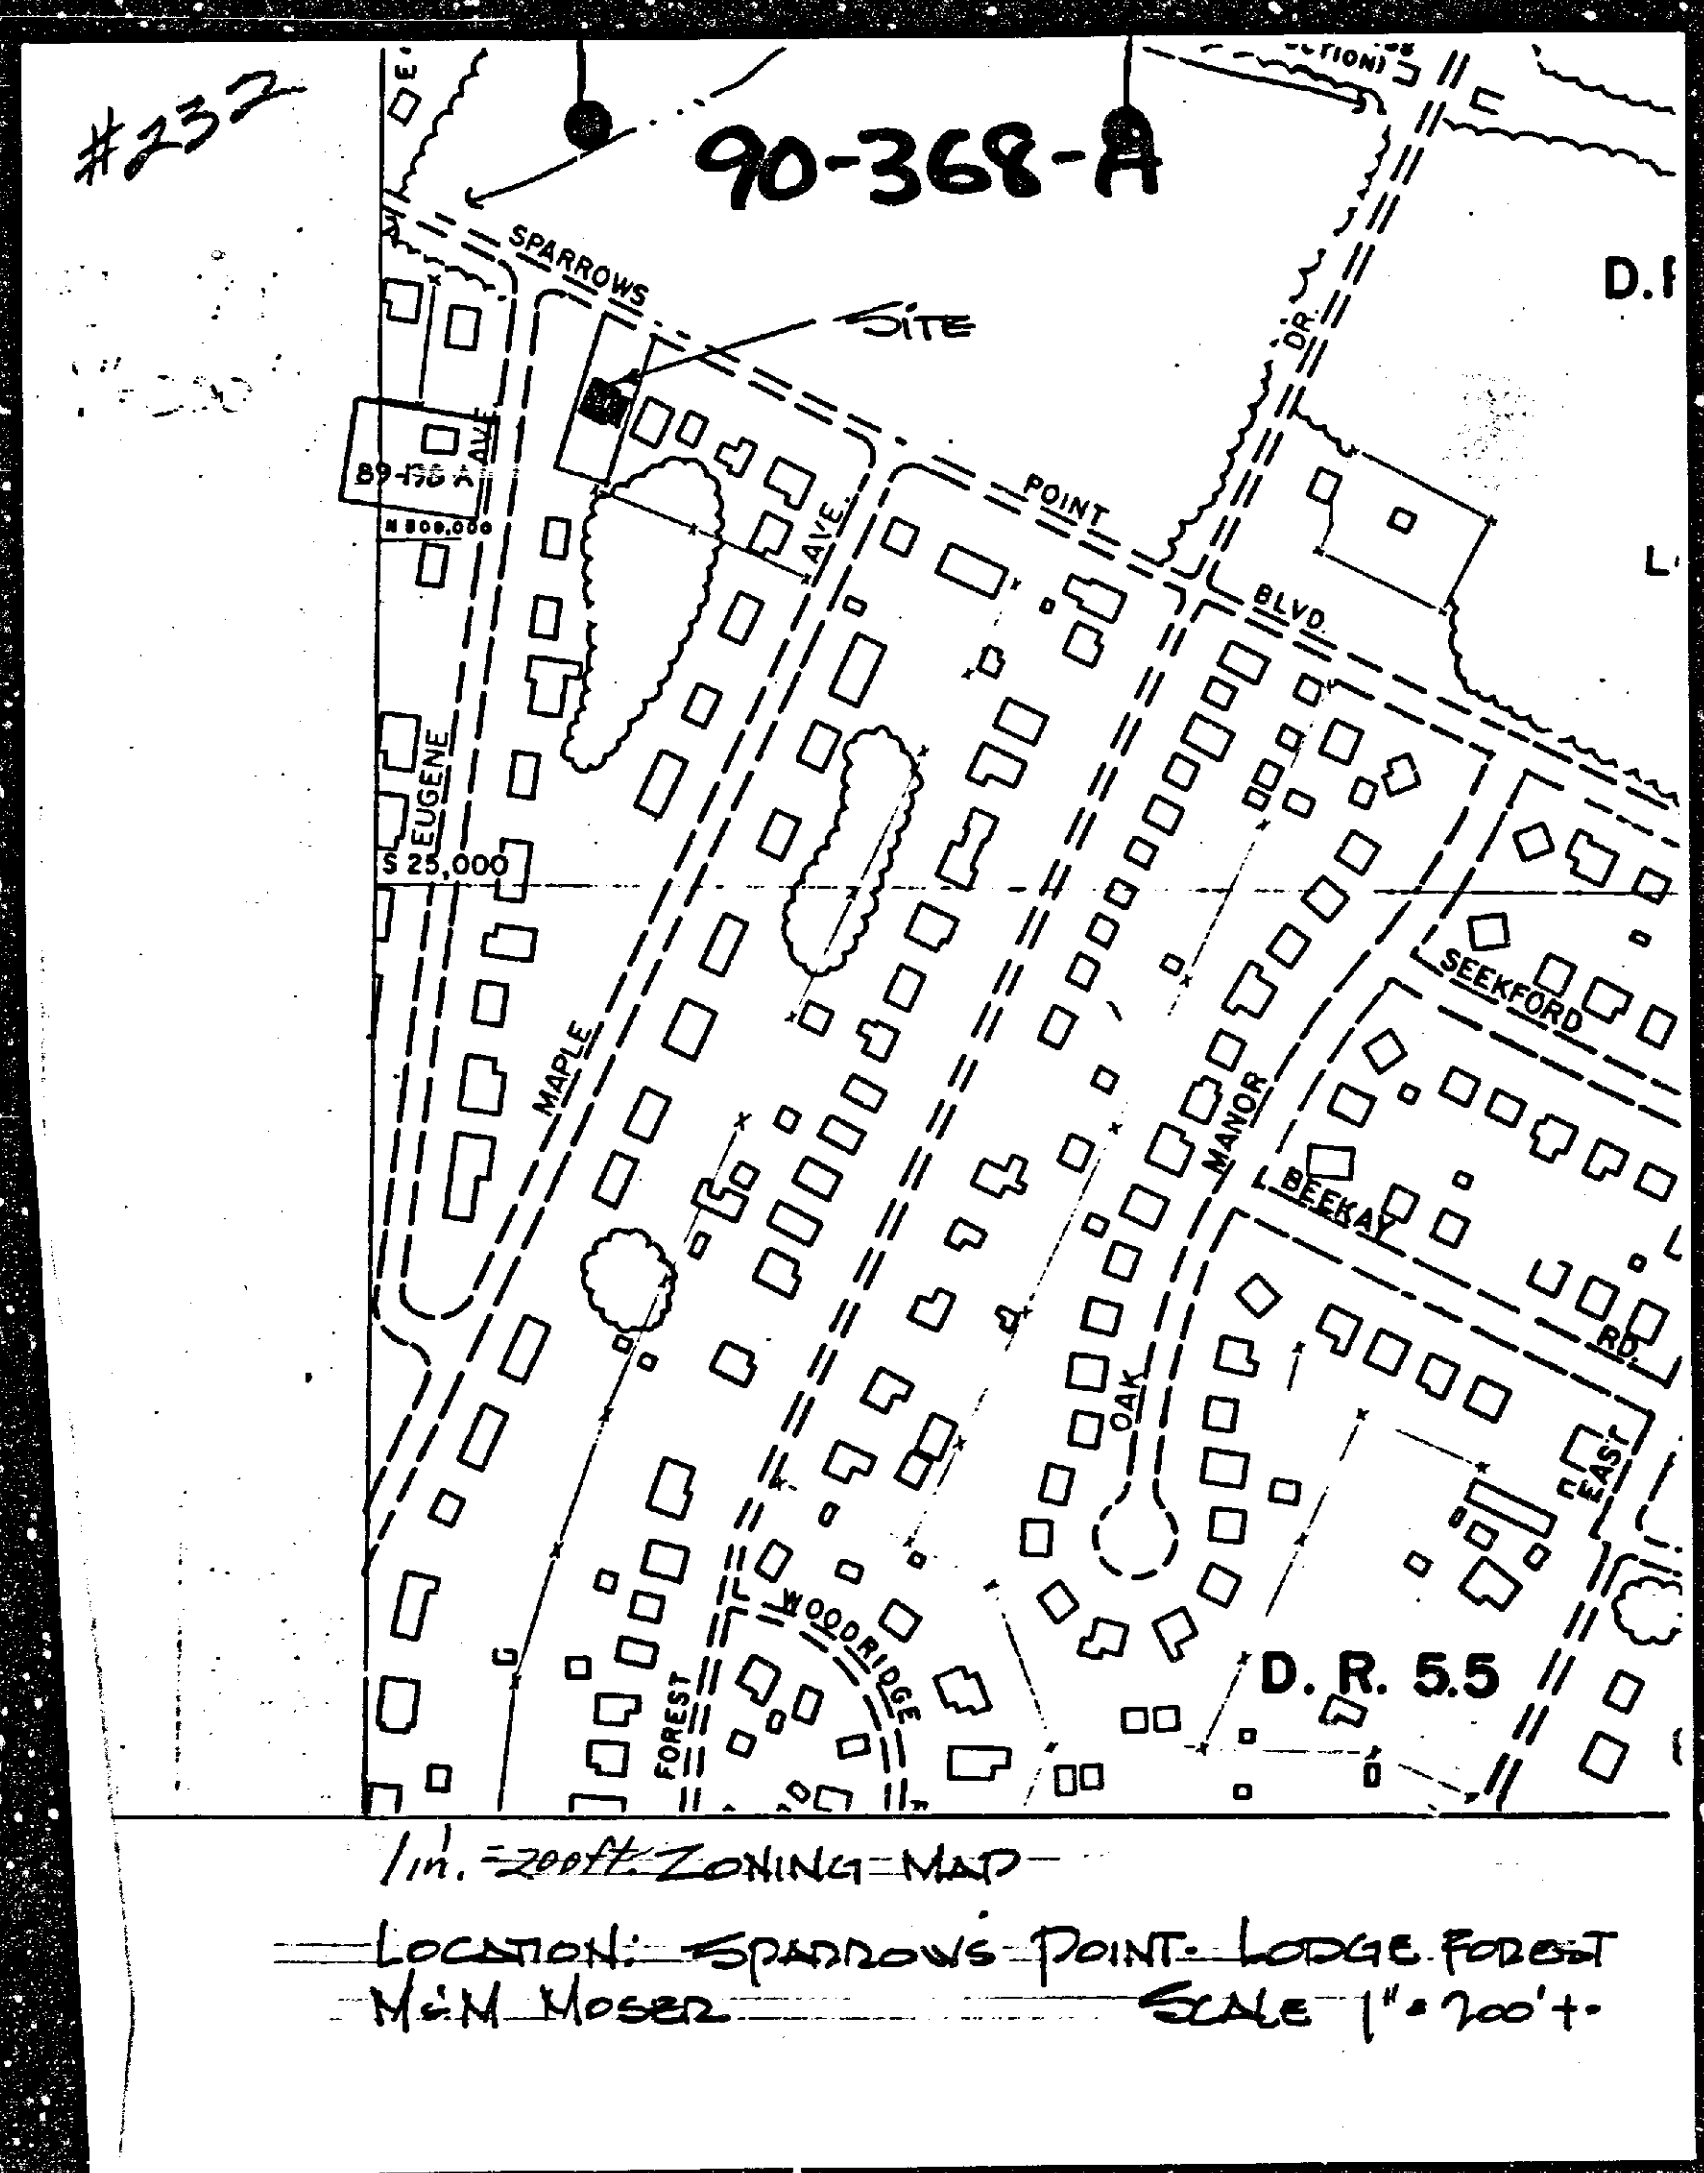 #232
E
CTION)
90-368-A
SPARROWS
SITE
DR.
D.R
AVE.
89-198-A
N 500,000
AVE.
POINT
BLVD.
EUGENE
S 25,000
SEEKFORD
MAPLE
MANOR
BEEKAY
RD.
OAK
EAST
G
WOODRIDGE
D. R. 5.5
FOREST
1 in. = 200 ft. ZONING MAP
LOCATION: SPARROWS POINT. LODGE FOREST
M & M MOSER SCALE 1" = 200' +.